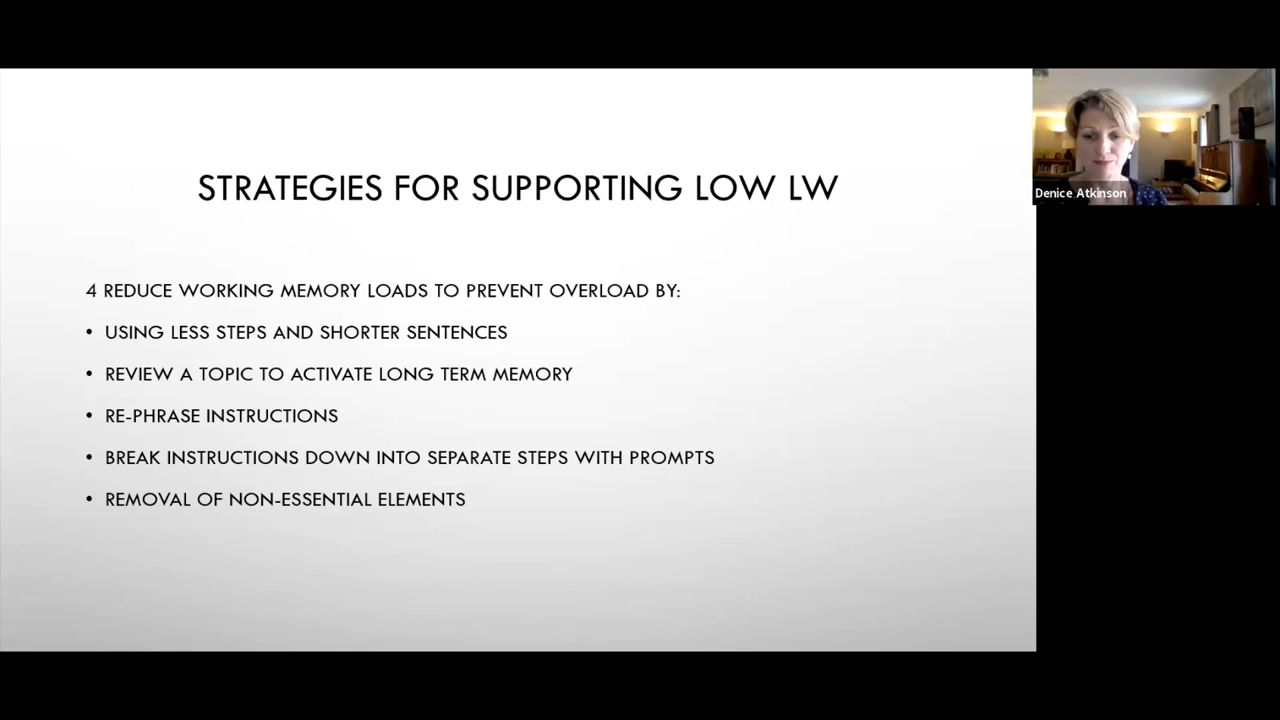 STRATEGIES FOR SUPPORTING LOW LW
4 REDUCE WORKING MEMORY LOADS TO PREVENT OVERLOAD BY:
• USING LESS STEPS AND SHORTER SENTENCES
• REVIEW A TOPIC TO ACTIVATE LONG TERM MEMORY
• RE-PHRASE INSTRUCTIONS
• BREAK INSTRUCTIONS DOWN INTO SEPARATE STEPS WITH PROMPTS
• REMOVAL OF NON-ESSENTIAL ELEMENTS
Denice Atkinson